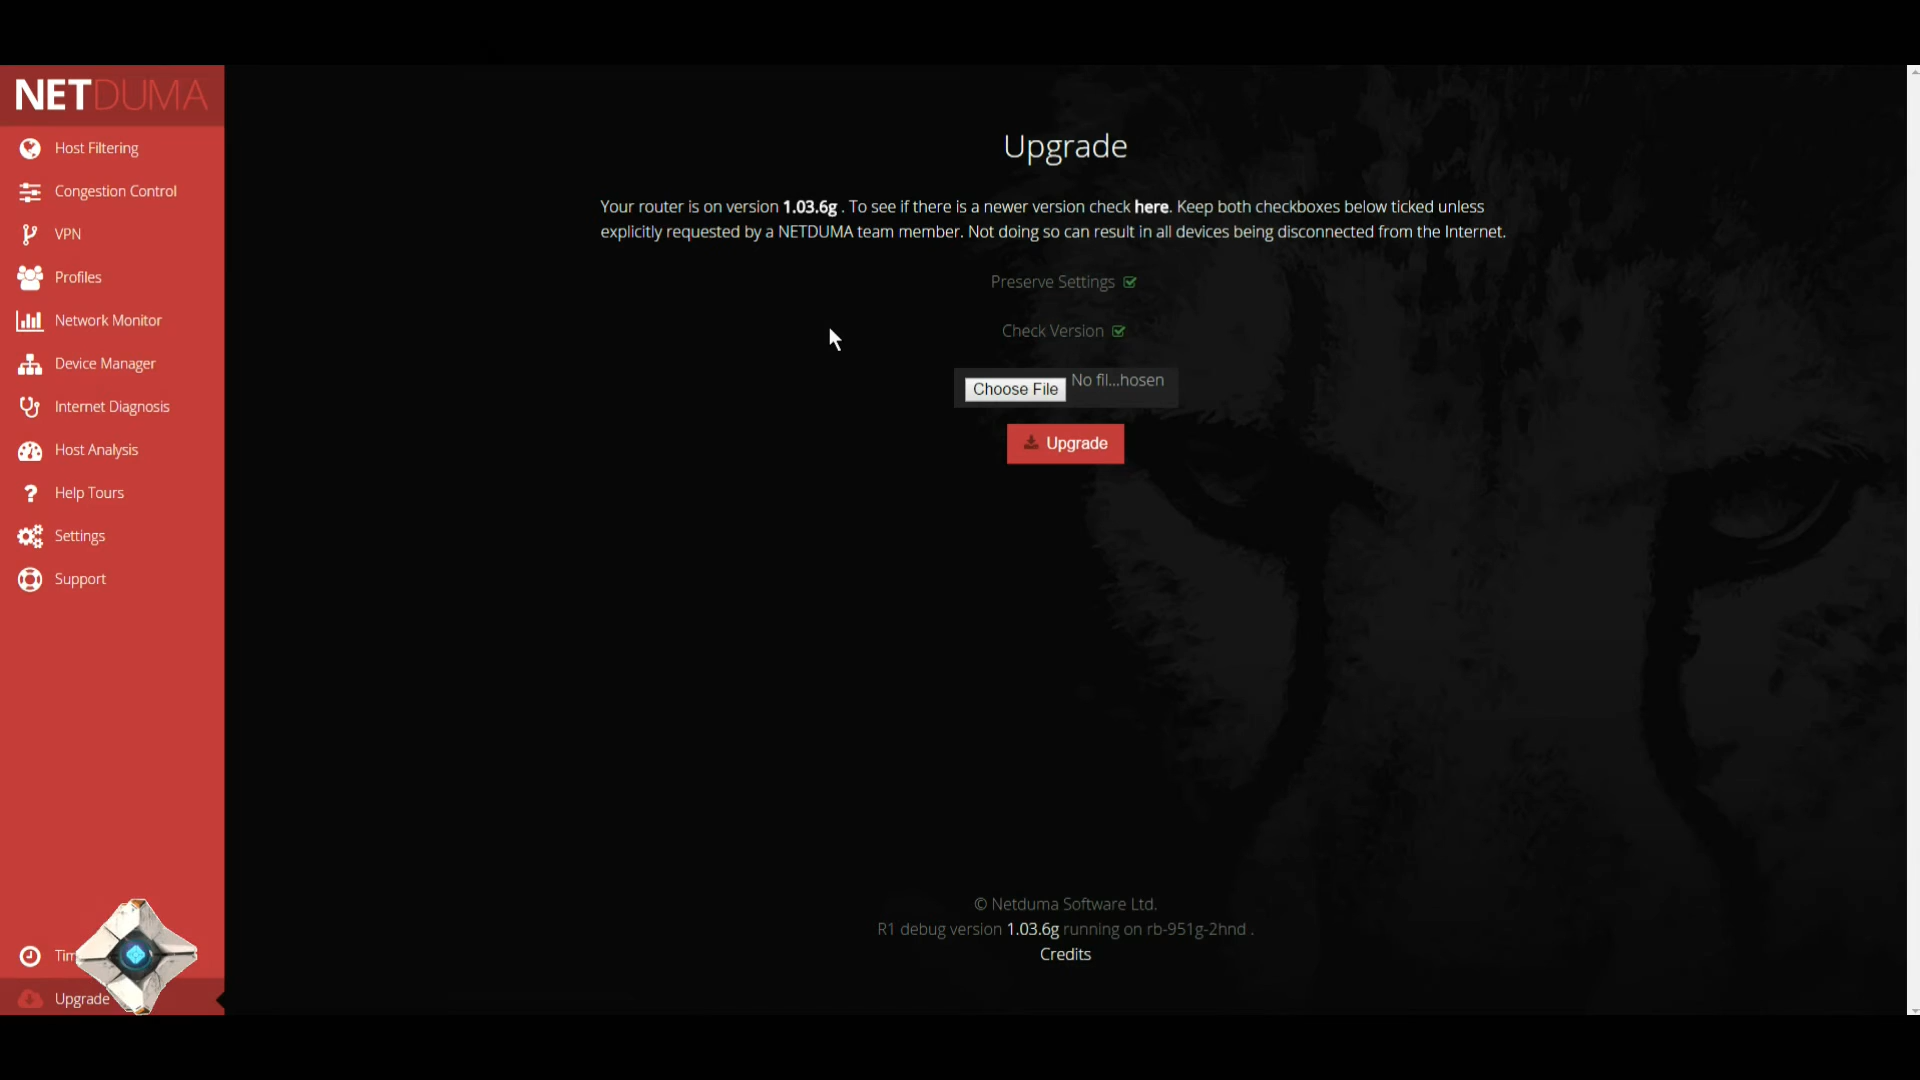 NETDUMA
Host Filtering
Congestion Control
VPN
Profiles
Network Monitor
Device Manager
Internet Diagnosis
Host Analysis
Help Tours
Settings
Support
Upgrade
Upgrade
Your router is on version 1.03.6g . To see if there is a newer version check here. Keep both checkboxes below ticked unless
explicitly requested by a NETDUMA team member. Not doing so can result in all devices being disconnected from the Internet.
Preserve Settings
Check Version
Choose File No fil...hosen
Upgrade
© Netduma Software Ltd.
R1 debug version 1.03.6g running on rb-951g-2hnd .
Credits